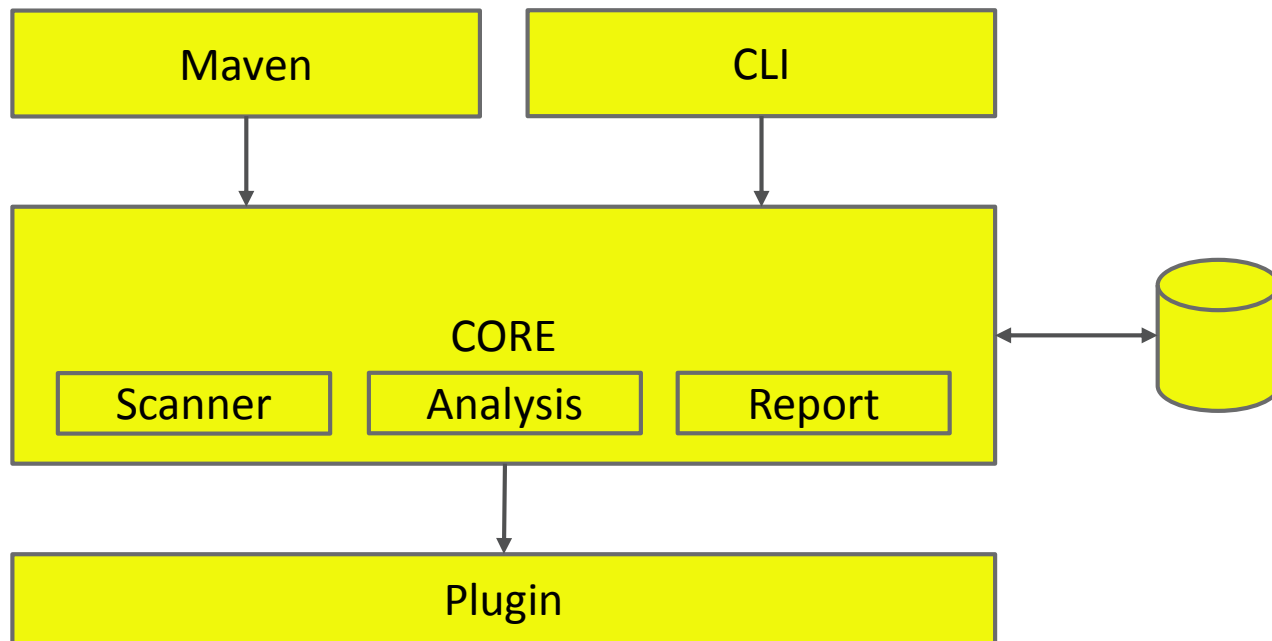 Maven
CLI
CORE
Scanner
Analysis
Report
Plugin